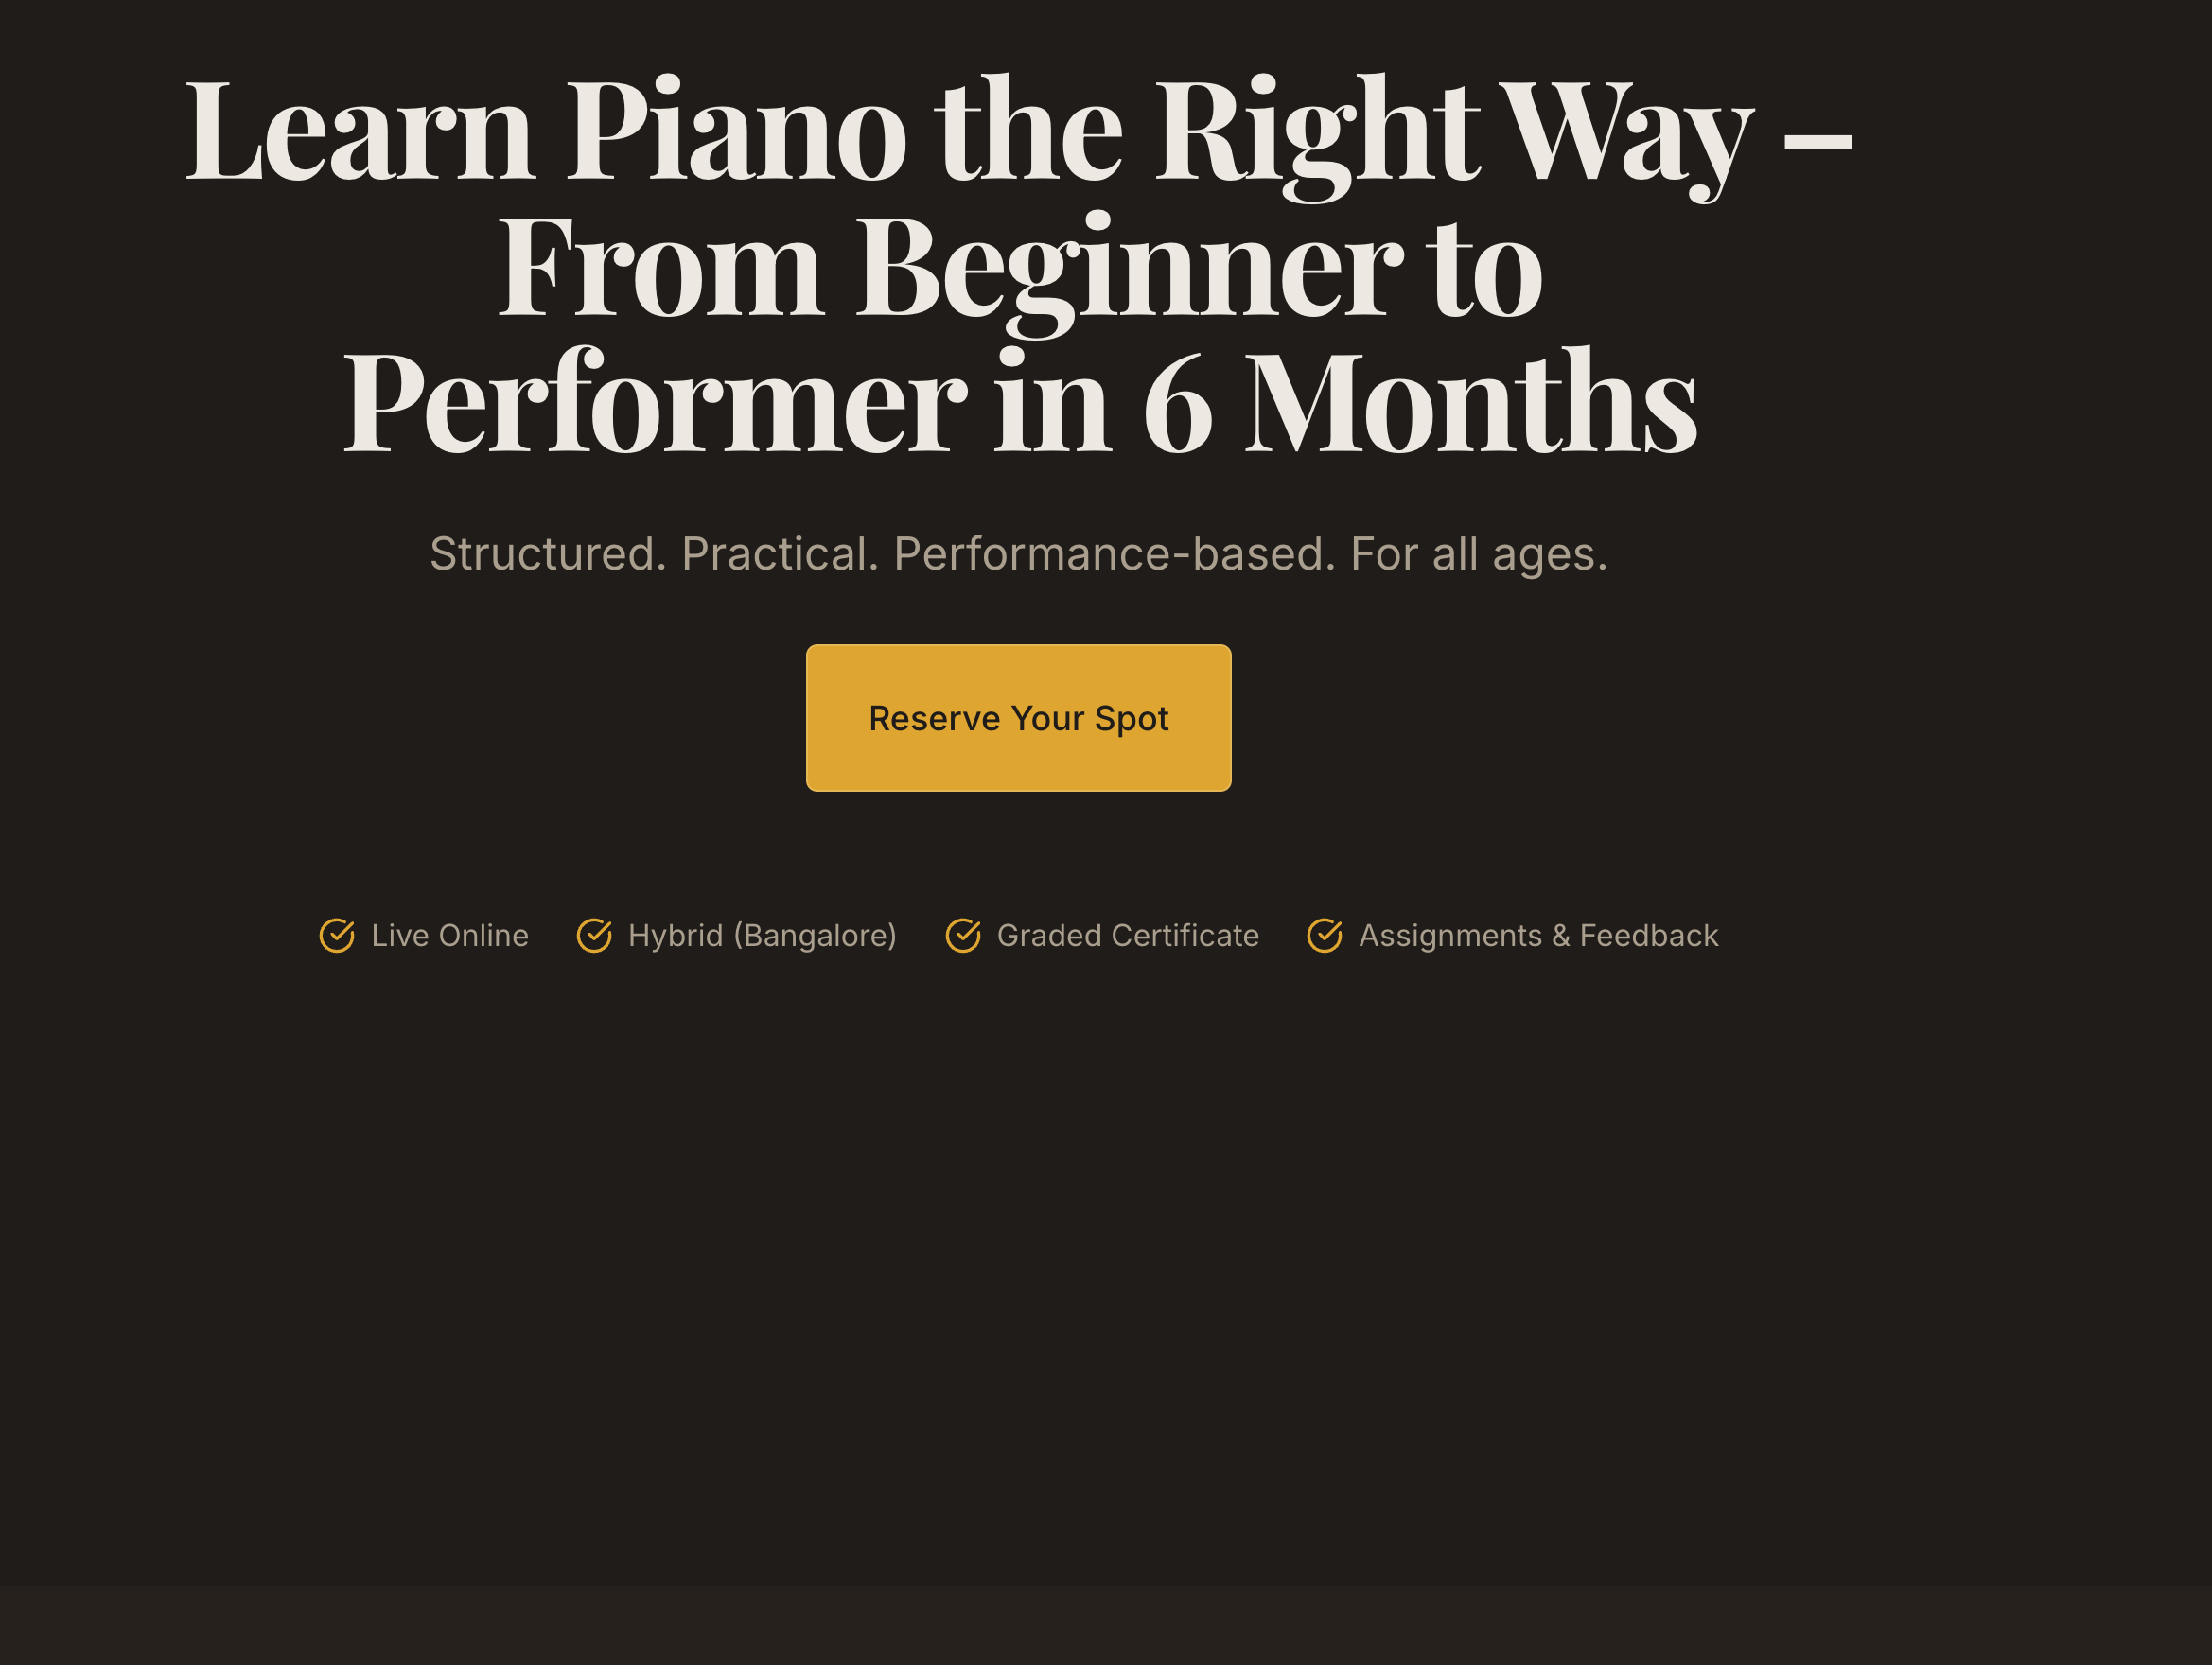 Learn Piano the Right Way –
From Beginner to
Performer in 6 Months
Structured. Practical. Performance-based. For all ages.
Reserve Your Spot
Live Online Hybrid (Bangalore) Graded Certificate Assignments & Feedback